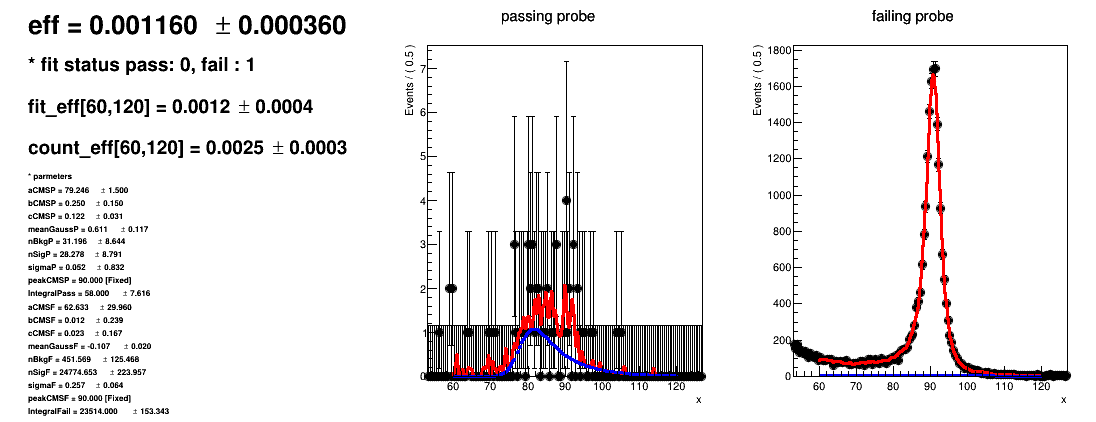 eff = 0.001160 ± 0.000360
* fit status pass: 0, fail : 1
fit_eff[60,120] = 0.0012 ± 0.0004
count_eff[60,120] = 0.0025 ± 0.0003
* parmeters
aCMSP = 79.246 ± 1.500
bCMSP = 0.250 ± 0.150
cCMSP = 0.122 ± 0.031
meanGaussP = 0.611 ± 0.117
nBkgP = 31.196 ± 8.644
nSigP = 28.278 ± 8.791
sigmaP = 0.052 ± 0.832
peakCMSP = 90.000 [Fixed]
IntegralPass = 58.000 ± 7.616
aCMSF = 62.633 ± 29.960
bCMSF = 0.012 ± 0.239
cCMSF = 0.023 ± 0.167
meanGaussF = -0.107 ± 0.020
nBkgF = 451.569 ± 125.468
nSigF = 24774.653 ± 223.957
sigmaF = 0.257 ± 0.064
peakCMSF = 90.000 [Fixed]
IntegralFail = 23514.000 ± 153.343
passing probe
Events / ( 0.5 )
7
6
5
4
3
2
1
0
60 70 80 90 100 110 120
x
failing probe
Events / ( 0.5 )
1800
1600
1400
1200
1000
800
600
400
200
0
60 70 80 90 100 110 120
x